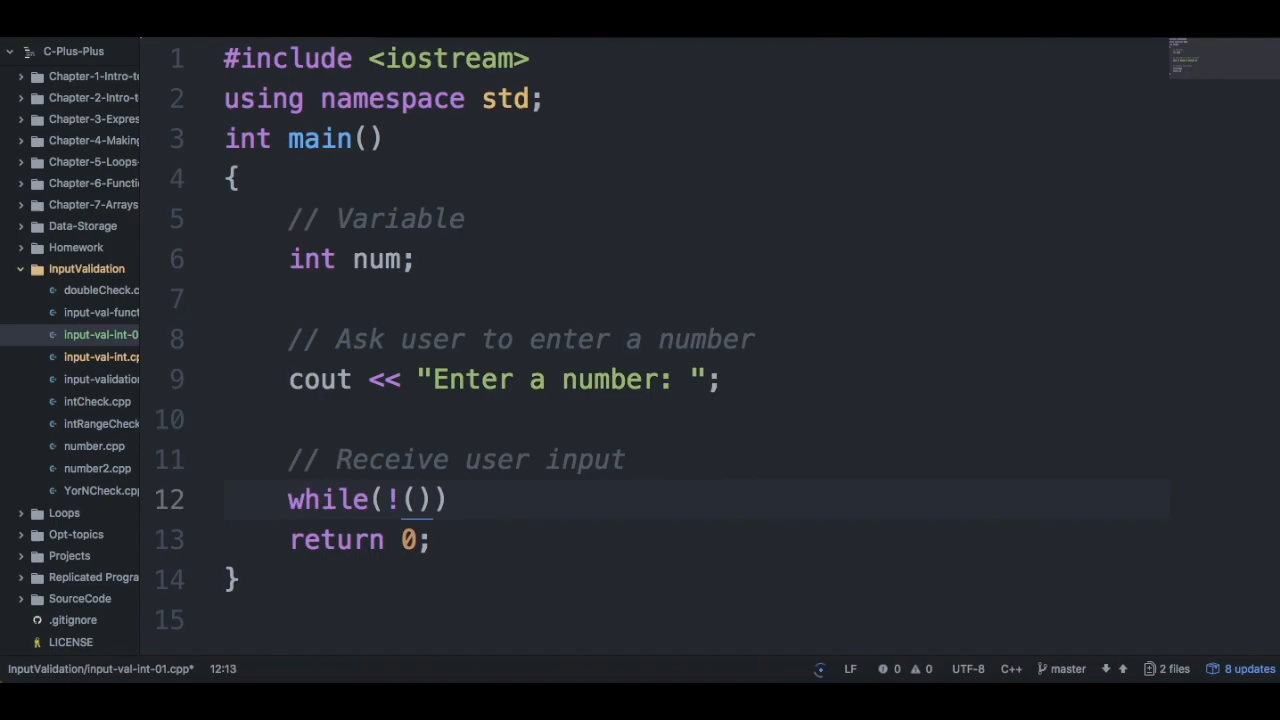 C-Plus-Plus
Chapter-1-Intro-to
Chapter-2-Intro-t
Chapter-3-Expres
Chapter-4-Making
Chapter-5-Loops-
Chapter-6-Functi
Chapter-7-Arrays
Data-Storage
Homework
InputValidation
doubleCheck.c
input-val-funct
input-val-int-0
input-val-int.cp
input-validation
intCheck.cpp
intRangeCheck
number.cpp
number2.cpp
YorNCheck.cpp
Loops
Opt-topics
Projects
Replicated Progra
SourceCode
.gitignore
LICENSE
1 #include <iostream>
2 using namespace std;
3 int main()
4 {
5 // Variable
6 int num;
7
8 // Ask user to enter a number
9 cout << "Enter a number: ";
10
11 // Receive user input
12 while(!())
13 return 0;
14 }
15
InputValidation/input-val-int-01.cpp* 12:13 LF 0 0 UTF-8 C++ master 2 files 8 updates